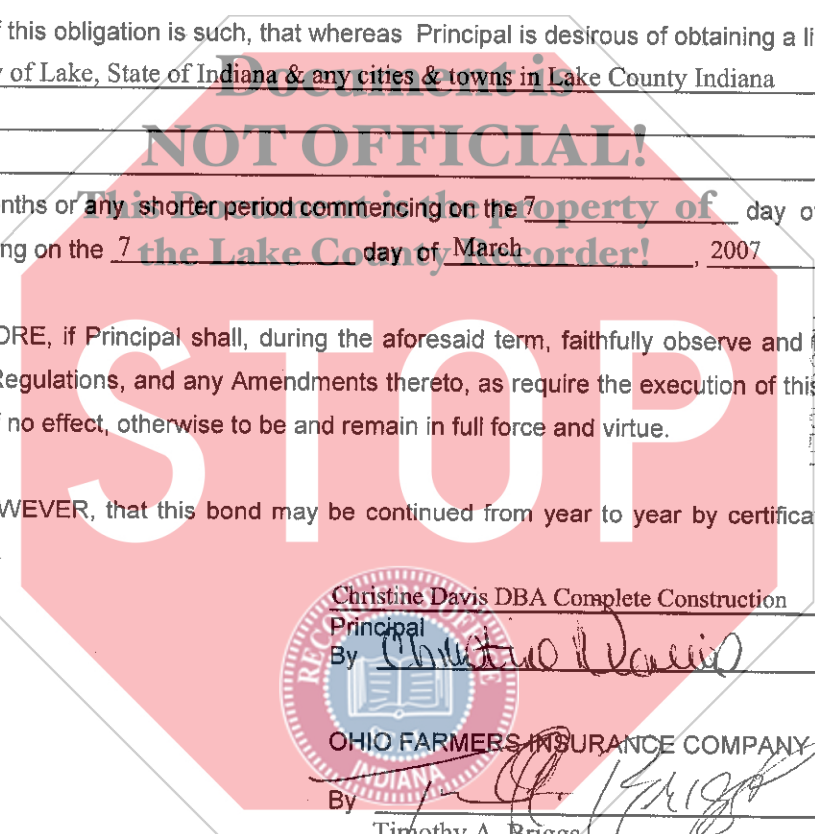 f this obligation is such, that whereas Principal is desirous of obtaining a li
y of Lake, State of Indiana & any cities & towns in Lake County Indiana
Document is
NOT OFFICIAL!
This Document is the property of
the Lake County Recorder!
nths or any shorter period commencing on the 7 day o
ng on the 7 day of March, 2007
ORE, if Principal shall, during the aforesaid term, faithfully observe and
Regulations, and any Amendments thereto, as require the execution of this
f no effect, otherwise to be and remain in full force and virtue.
STOP
WEVER, that this bond may be continued from year to year by certifica
Christine Davis DBA Complete Construction
Principal
By Christine Davis
RECORDER'S OFFICE
INDIANA
OHIO FARMERS INSURANCE COMPANY
By
Timothy A. Briggs